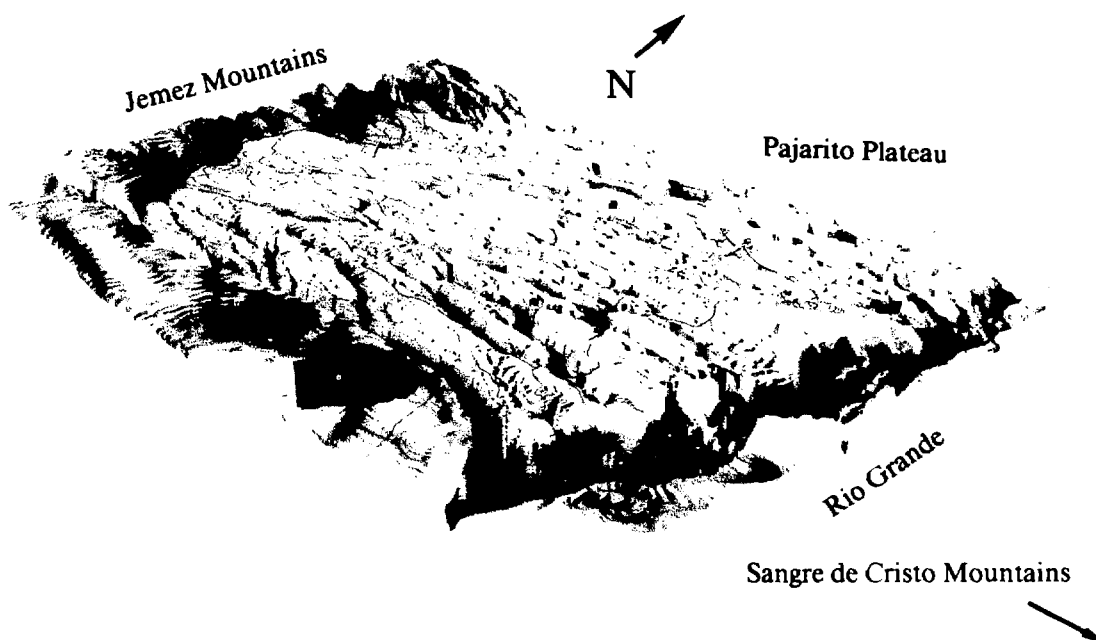 Jemez Mountains
N
Pajarito Plateau
Rio Grande
Sangre de Cristo Mountains